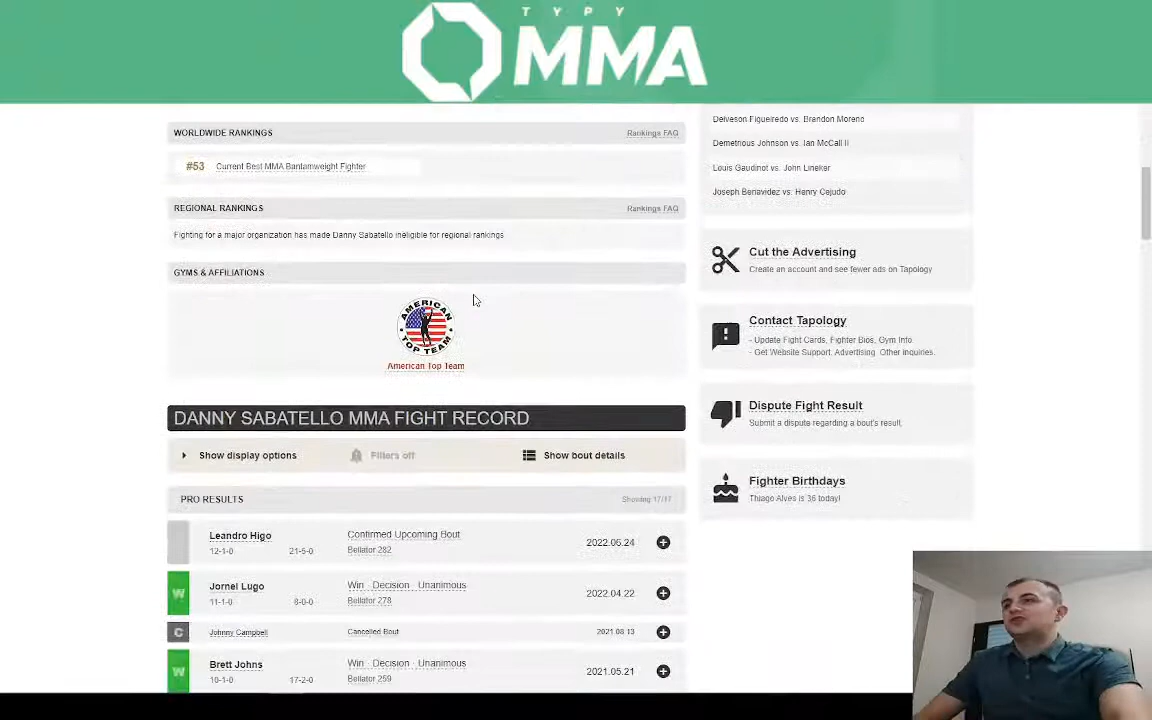 TYPY
MMA
WORLDWIDE RANKINGS
Rankings FAQ
#53 Current Best MMA Bantamweight Fighter
REGIONAL RANKINGS
Rankings FAQ
Fighting for a major organization has made Danny Sabatello ineligible for regional rankings
GYMS & AFFILIATIONS
AMERICAN
TOP TEAM
American Top Team
DANNY SABATELLO MMA FIGHT RECORD
Show display options
Filters off
Show bout details
PRO RESULTS
Showing 17/17
Leandro Higo
Confirmed Upcoming Bout
2022.06.24
12-1-0
21-5-0
Bellator 282
W
Jornel Lugo
Win · Decision · Unanimous
2022.04.22
11-1-0
8-0-0
Bellator 278
C
Johnny Campbell
Cancelled Bout
2021.08.13
W
Brett Johns
Win · Decision · Unanimous
2021.05.21
10-1-0
17-2-0
Bellator 259
Deiveson Figueiredo vs. Brandon Moreno
Demetrious Johnson vs. Ian McCall II
Louis Gaudinot vs. John Lineker
Joseph Benavidez vs. Henry Cejudo
Cut the Advertising
Create an account and see fewer ads on Tapology
Contact Tapology
- Update Fight Cards, Fighter Bios, Gym Info.
- Get Website Support, Advertising, Other Inquiries.
Dispute Fight Result
Submit a dispute regarding a bout's result.
Fighter Birthdays
Thiago Alves is 36 today!